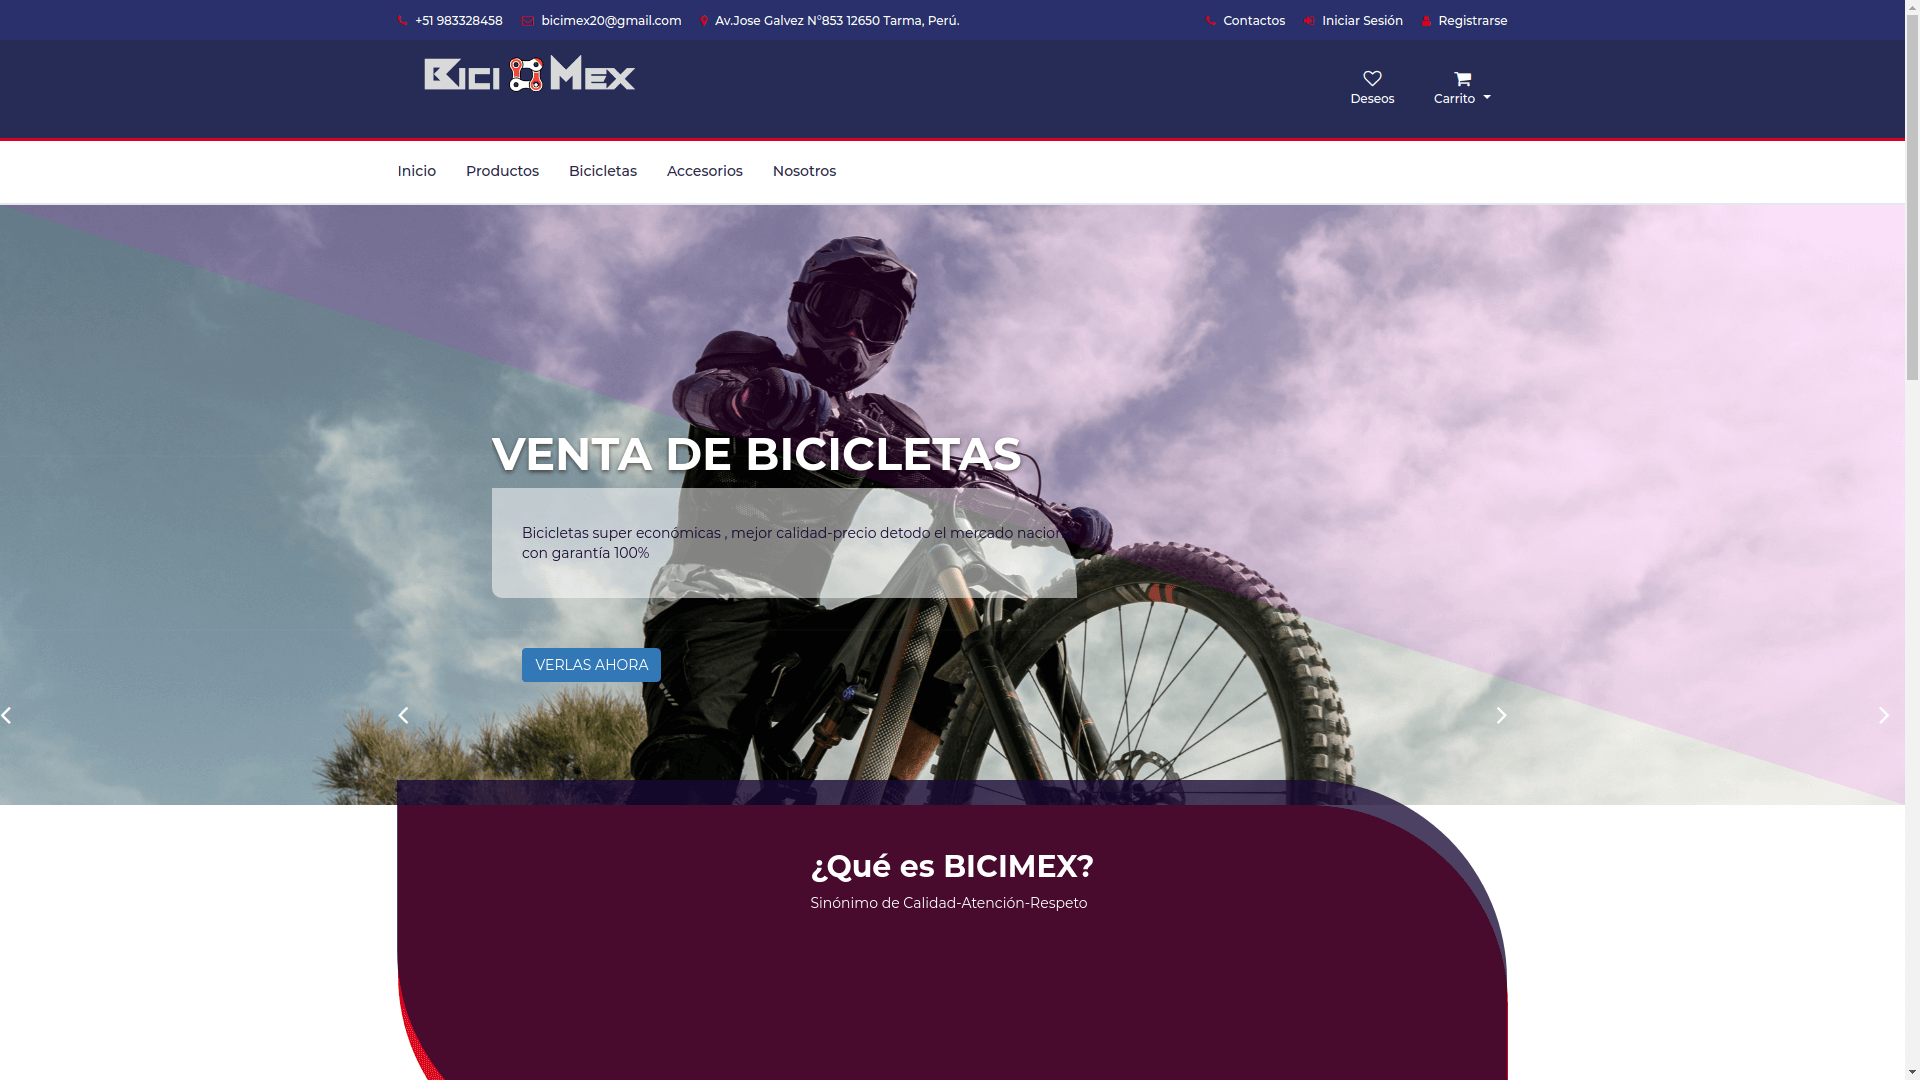 +51 983328458 bicimex20@gmail.com Av.Jose Galvez N°853 12650 Tarma, Perú. Contactos Iniciar Sesión Registrarse
BICI MEX
Deseos Carrito
Inicio Productos Bicicletas Accesorios Nosotros
VENTA DE BICICLETAS
Bicicletas super económicas , mejor calidad-precio detodo el mercado nacion
con garantía 100%
VERLAS AHORA
¿Qué es BICIMEX?
Sinónimo de Calidad-Atención-Respeto